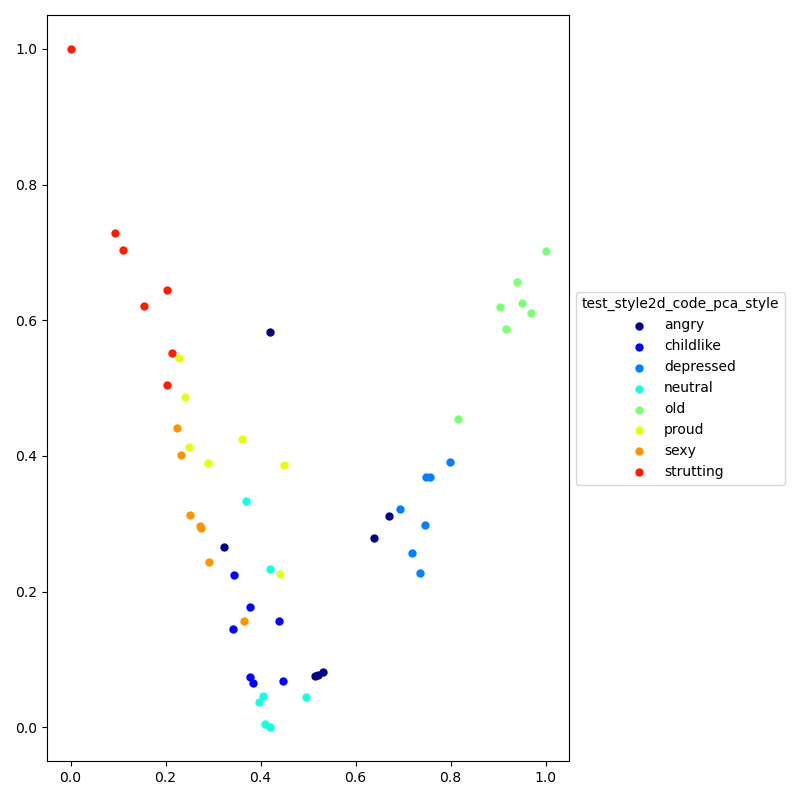 1.0
0.8
0.6
0.4
0.2
0.0
0.0 0.2 0.4 0.6 0.8 1.0
test_style2d_code_pca_style
angry
childlike
depressed
neutral
old
proud
sexy
strutting